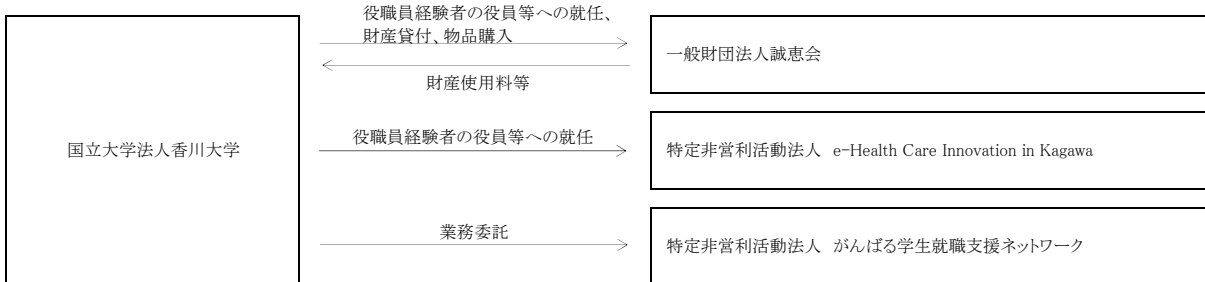 役職員経験者の役員等への就任、
財産貸付、物品購入
一般財団法人誠恵会
財産使用料等
国立大学法人香川大学
役職員経験者の役員等への就任
特定非営利活動法人 e-Health Care Innovation in Kagawa
業務委託
特定非営利活動法人 がんばる学生就職支援ネットワーク